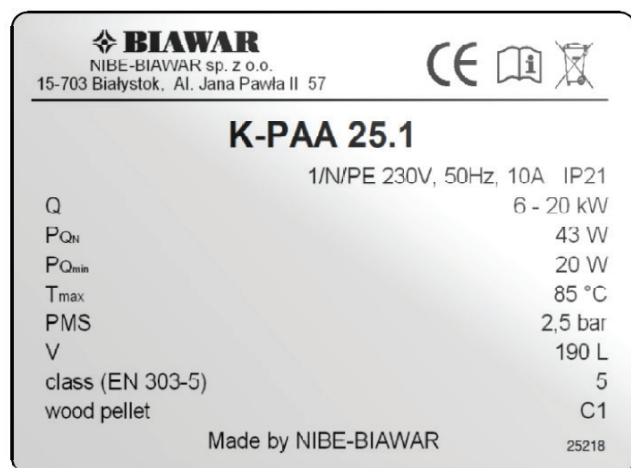 BIAWAR
NIBE-BIAWAR sp. z o.o.
15-703 Białystok, Al. Jana Pawła II 57
CE
i
K-PAA 25.1
1/N/PE 230V, 50Hz, 10A IP21
Q 6 - 20 kW
PQN 43 W
PQmin 20 W
Tmax 85 °C
PMS 2,5 bar
V 190 L
class (EN 303-5) 5
wood pellet C1
Made by NIBE-BIAWAR 25218